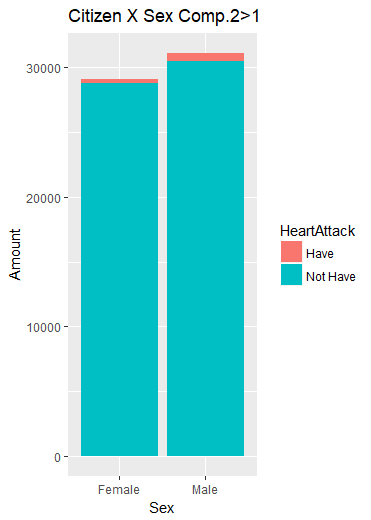 Citizen X Sex Comp.2>1
30000
20000
10000
0
Amount
Female Male
Sex
HeartAttack
Have
Not Have